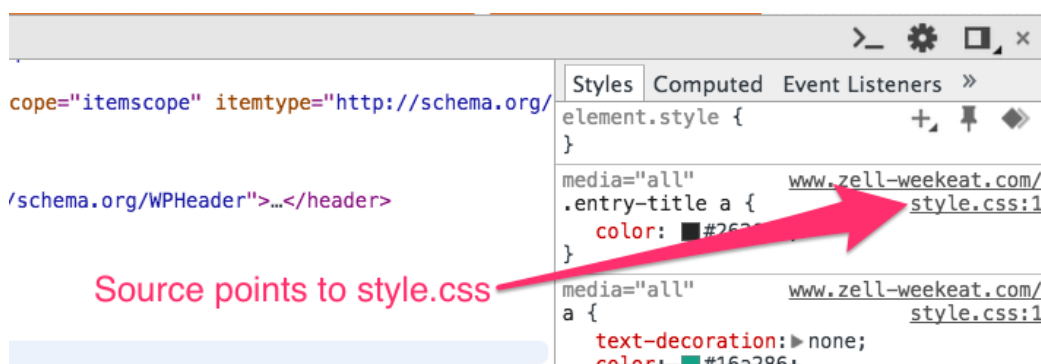 Styles Computed Event Listeners »
cope="itemscope" itemtype="http://schema.org/
element.style {
}
/schema.org/WPHeader">…</header>
media="all" www.zell-weekeat.com/
.entry-title a { style.css:1
color:
}
Source points to style.css
media="all" www.zell-weekeat.com/
a { style.css:1
text-decoration:▶none;
color: #16a286;